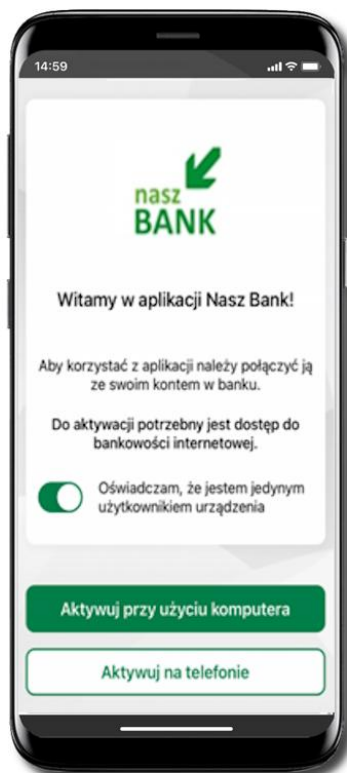 14:59
nasz
BANK
Witamy w aplikacji Nasz Bank!
Aby korzystać z aplikacji należy połączyć ją
ze swoim kontem w banku.
Do aktywacji potrzebny jest dostęp do
bankowości internetowej.
Oświadczam, że jestem jedynym
użytkownikiem urządzenia
Aktywuj przy użyciu komputera
Aktywuj na telefonie